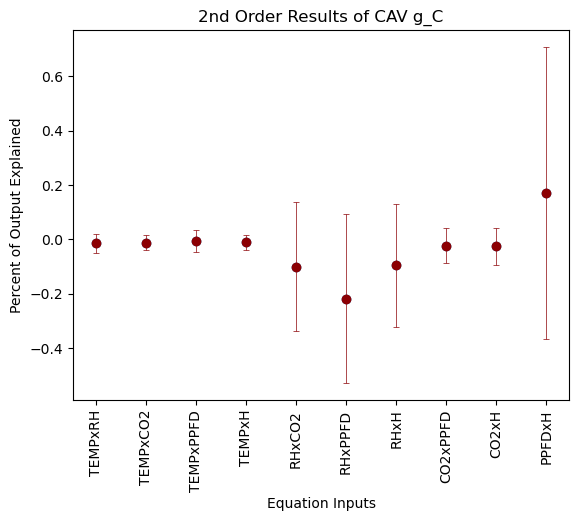 2nd Order Results of CAV g_C
Percent of Output Explained
0.6
0.4
0.2
0.0
−0.2
−0.4
TEMPxRH
TEMPxCO2
TEMPxPPFD
TEMPxH
RHxCO2
RHxPPFD
RHxH
CO2xPPFD
CO2xH
PPFDxH
Equation Inputs